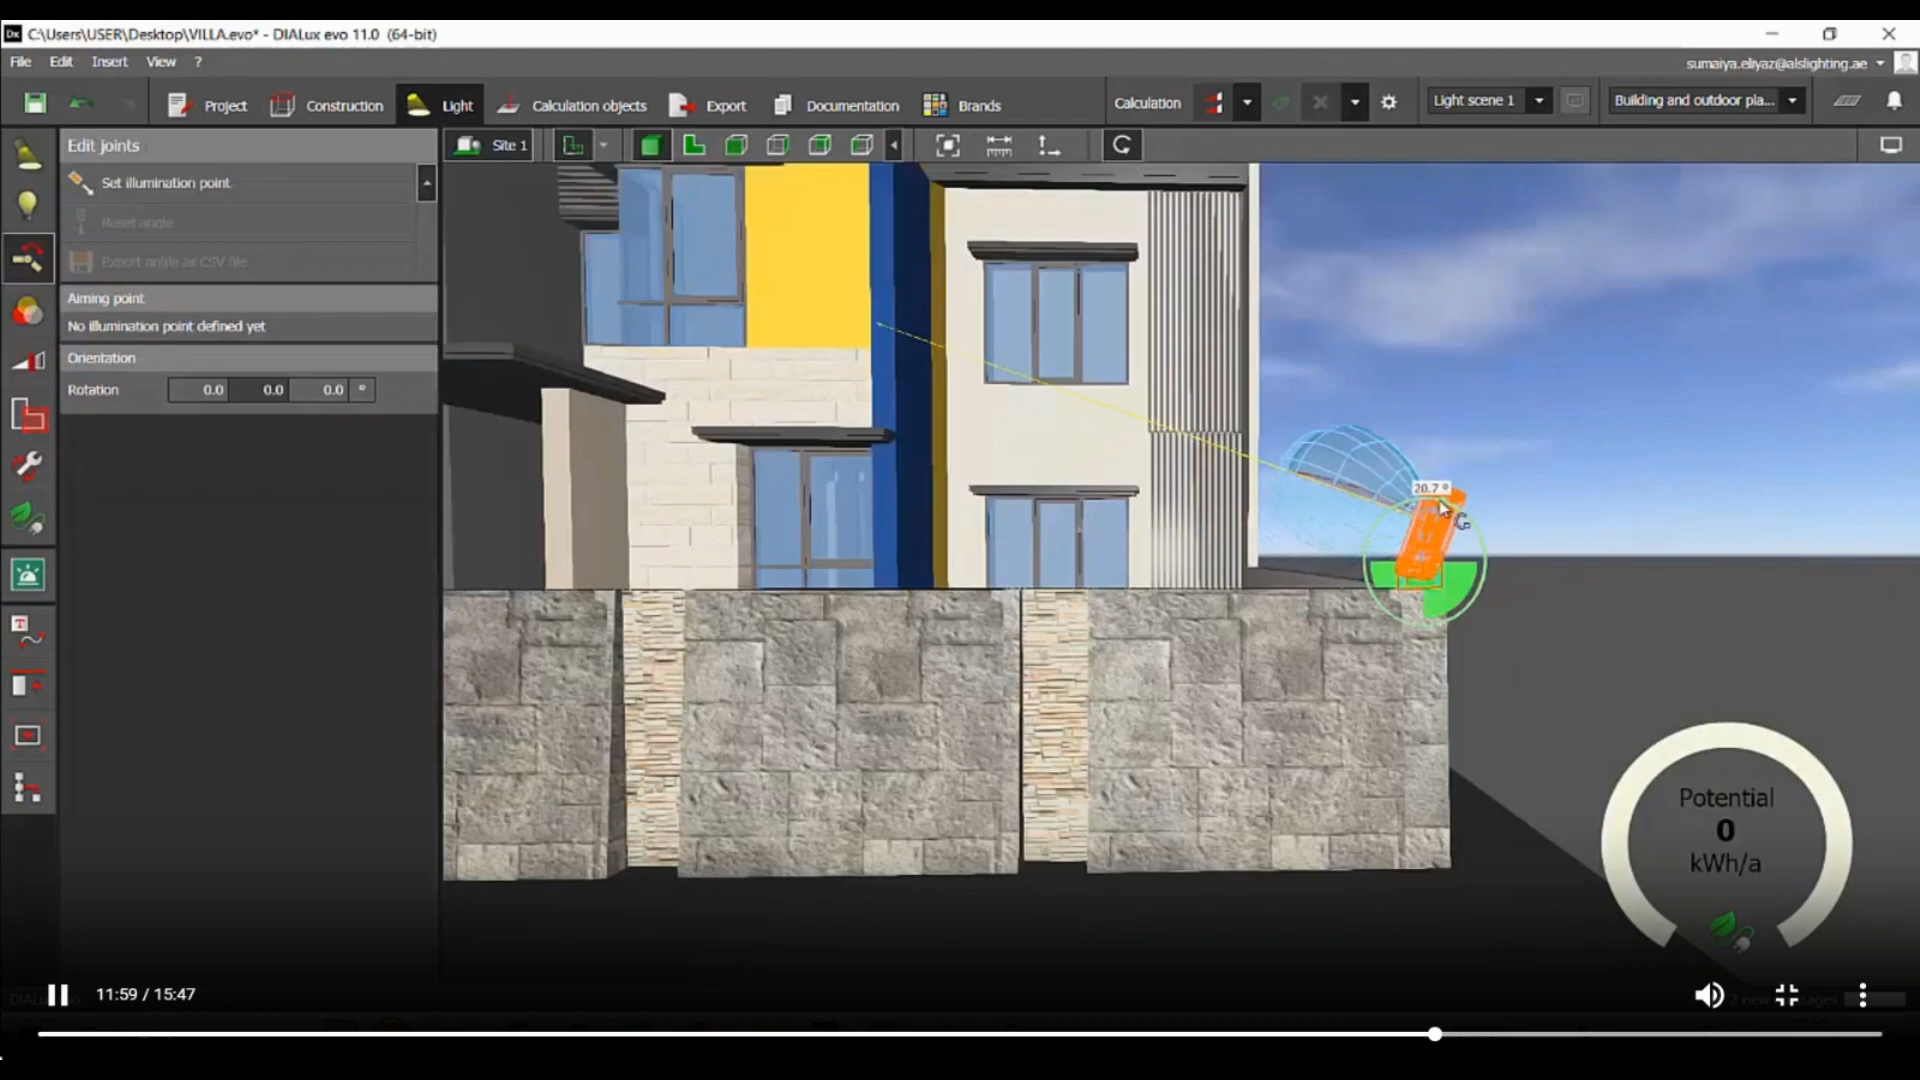 C:\Users\USER\Desktop\VILLA.evo* - DIALux evo 11.0 (64-bit)
File Edit Insert View ?
sumaiya.eliyaz@alslighting.ae
Project Construction Light Calculation objects Export Documentation Brands Calculation Light scene 1 Building and outdoor pla...
Edit joints
Site 1
Set illumination point
Reset angle
Export angle as CSV file
Aiming point
No illumination point defined yet
Orientation
Rotation 0.0 0.0 0.0 °
20.7 °
Potential
0
kWh/a
11:59 / 15:47